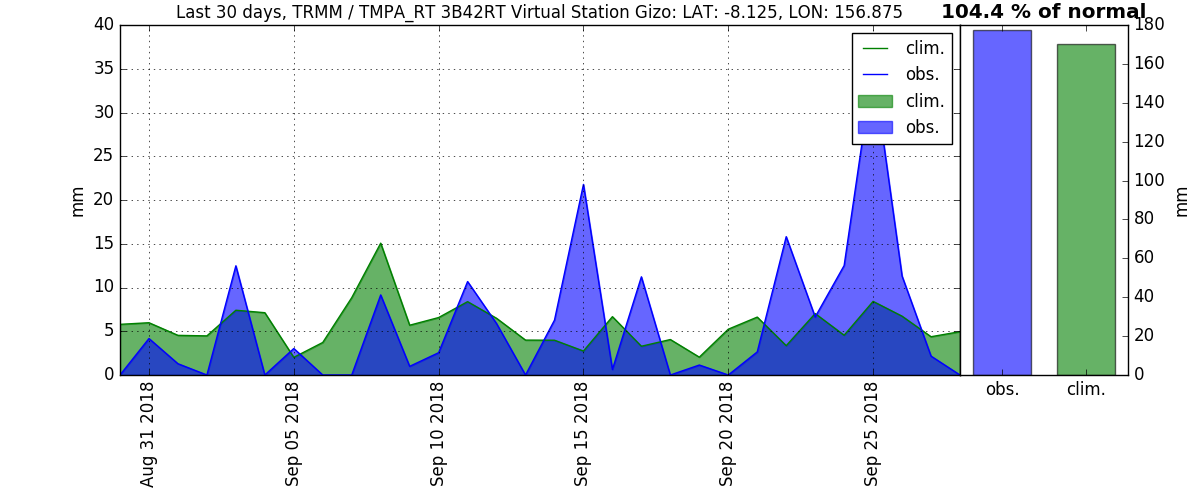 Last 30 days, TRMM / TMPA_RT 3B42RT Virtual Station Gizo: LAT: -8.125, LON: 156.875
104.4 % of normal
40
35
30
25
20
15
10
5
0
mm
clim.
obs.
clim.
obs.
180
160
140
120
100
80
60
40
20
0
mm
obs.
clim.
Aug 31 2018
Sep 05 2018
Sep 10 2018
Sep 15 2018
Sep 20 2018
Sep 25 2018